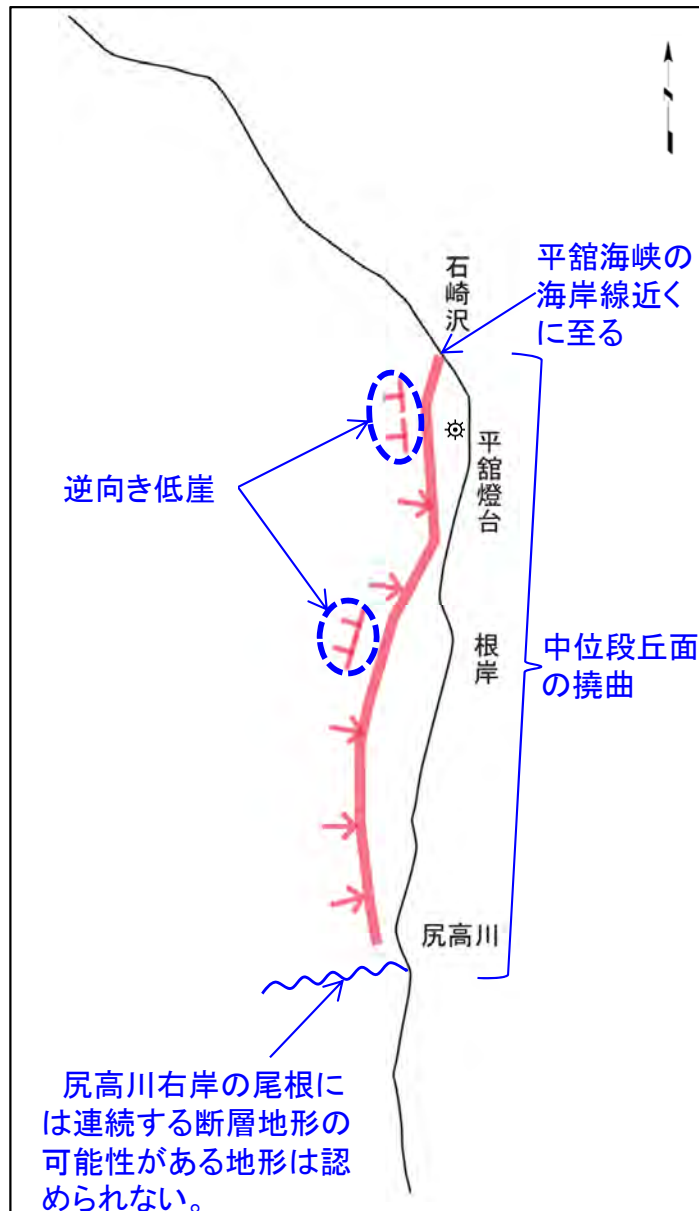 平舘海峡の
海岸線近く
に至る
石崎沢
平舘燈台
逆向き低崖
根岸
中位段丘面
の撓曲
尻高川
尻高川右岸の尾根に
は連続する断層地形の
可能性がある地形は認
められない。